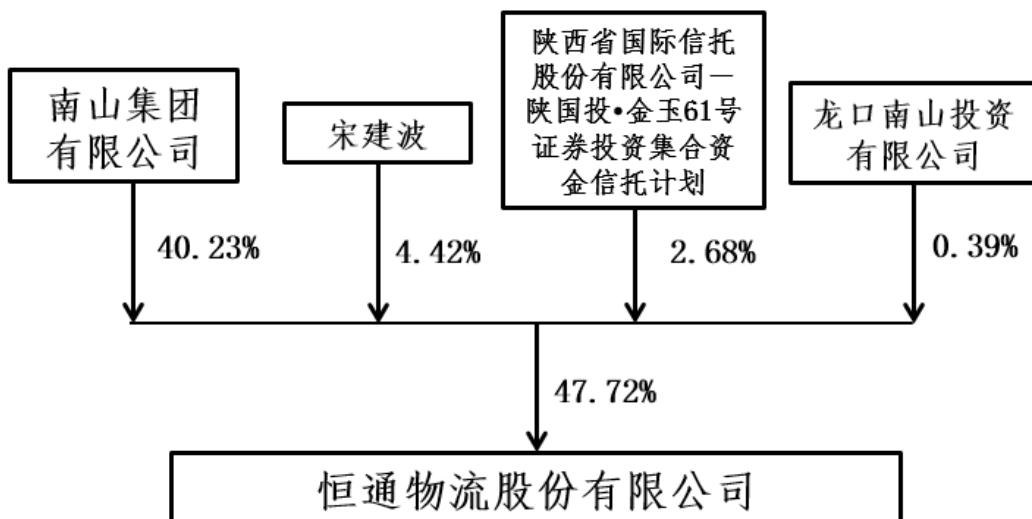 南山集团
有限公司
宋建波
陕西省国际信托
股份有限公司—
陕国投•金玉61号
证券投资集合资
金信托计划
龙口南山投资
有限公司
40.23%
4.42%
2.68%
0.39%
47.72%
恒通物流股份有限公司